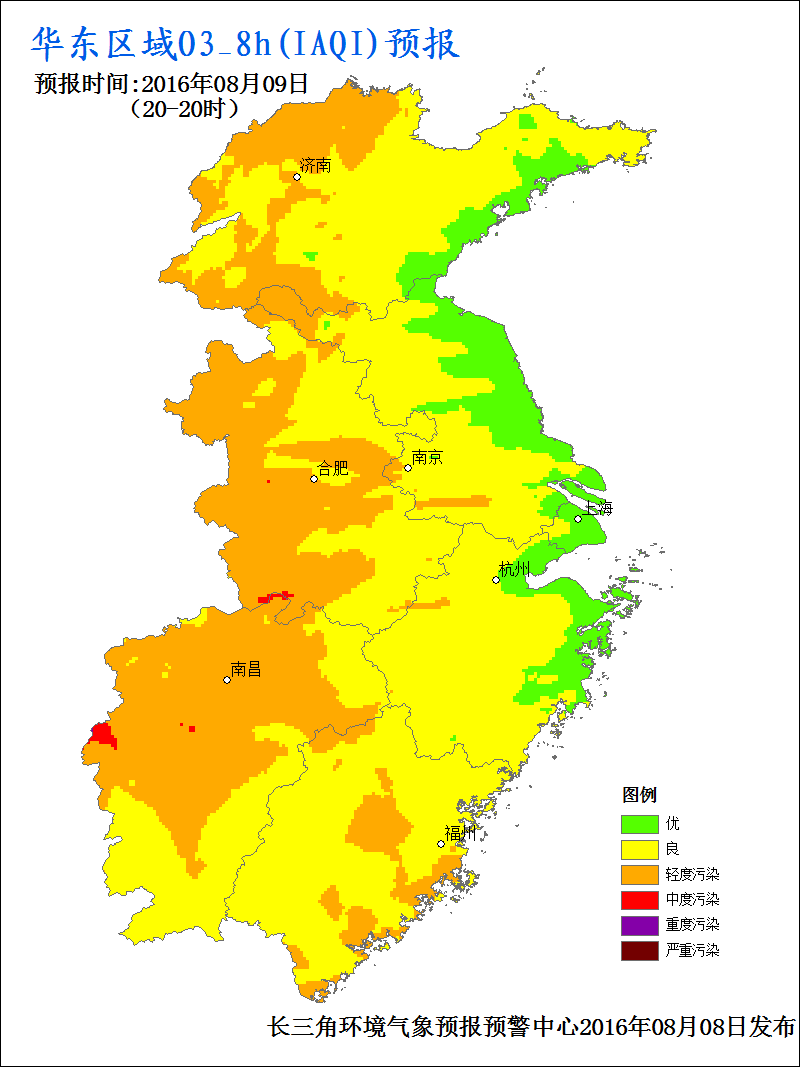 华东区域O3_8h(IAQI)预报
预报时间:2016年08月09日
（20-20时）
济南
合肥
南京
上海
杭州
南昌
福州
图例
优
良
轻度污染
中度污染
重度污染
严重污染
长三角环境气象预报预警中心2016年08月08日发布